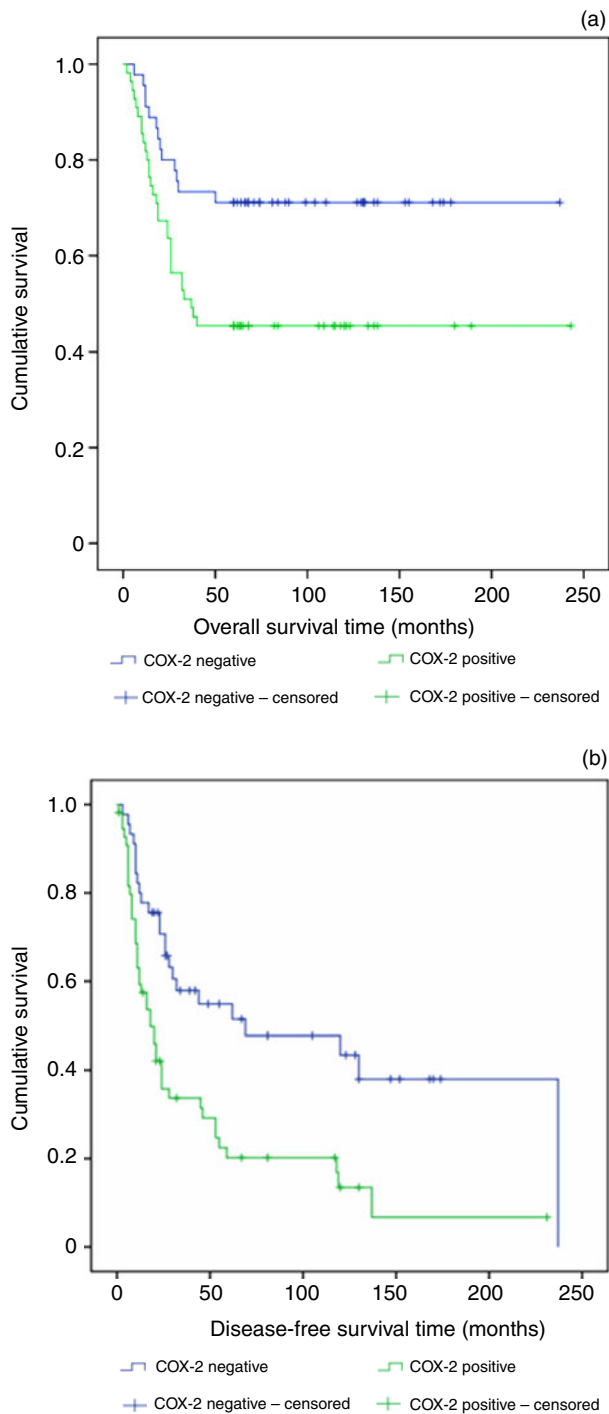 (a)
1.0
0.8
0.6
0.4
0.2
0
Cumulative survival
0 50 100 150 200 250
Overall survival time (months)
COX-2 negative COX-2 positive
COX-2 negative – censored COX-2 positive – censored
(b)
1.0
0.8
0.6
0.4
0.2
0
Cumulative survival
0 50 100 150 200 250
Disease-free survival time (months)
COX-2 negative COX-2 positive
COX-2 negative – censored COX-2 positive – censored